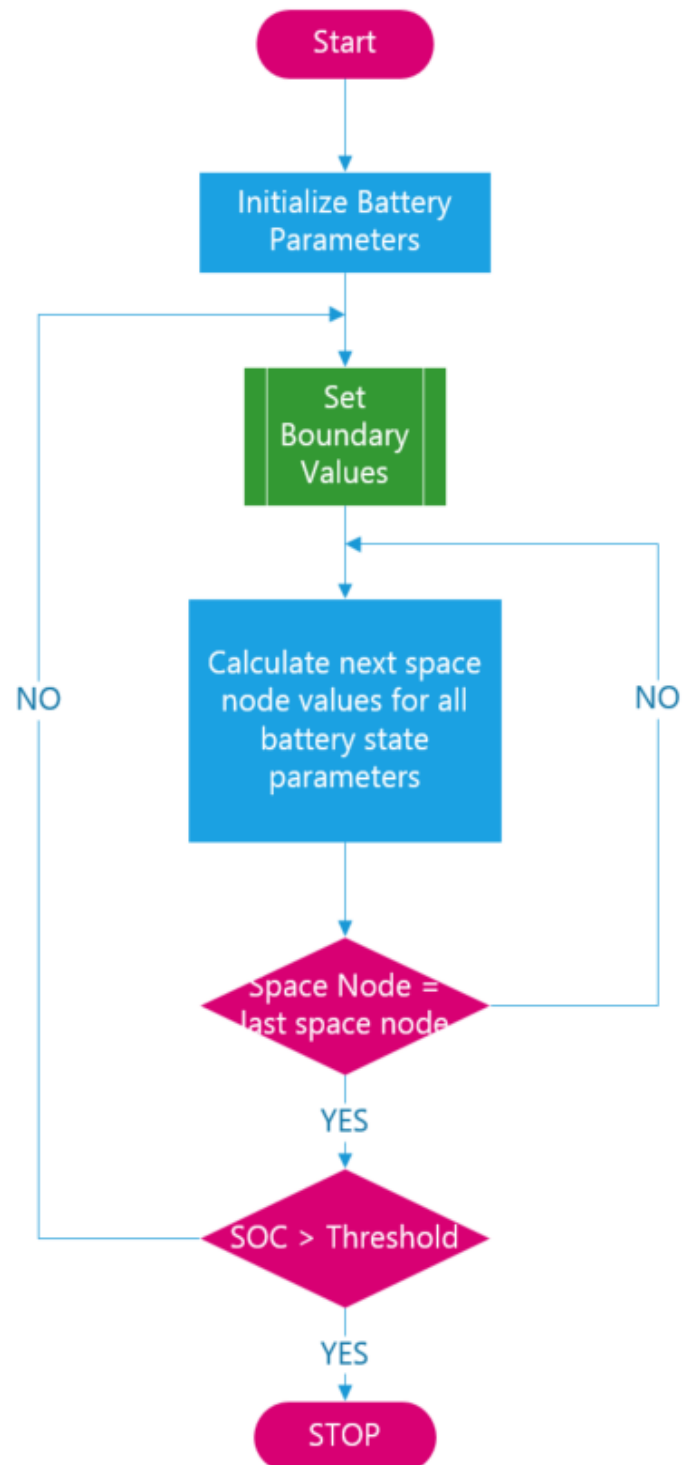 Start
Initialize Battery
Parameters
Set
Boundary
Values
Calculate next space
node values for all
battery state
parameters
NO
NO
Space Node =
last space node
YES
SOC > Threshold
YES
STOP